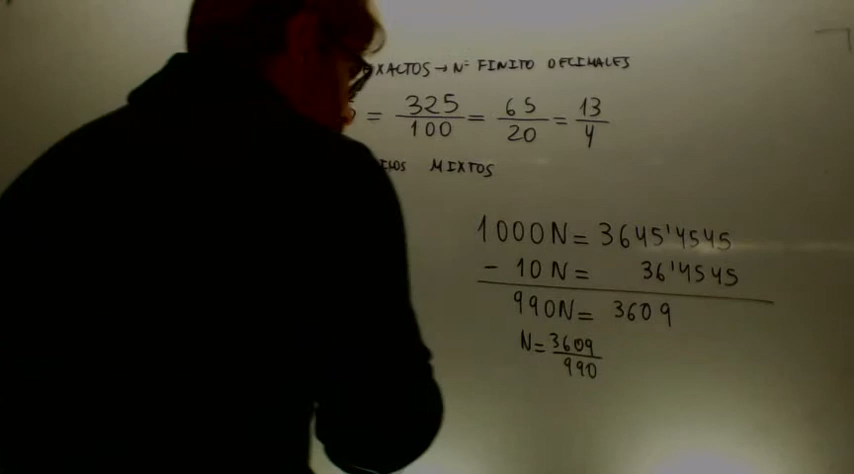 EXACTOS → Nº FINITO DECIMALES
= 325/100 = 65/20 = 13/4
MIXTOS
1000N = 3645'4545
- 10N = 36'4545
990N = 3609
N = 3609/990